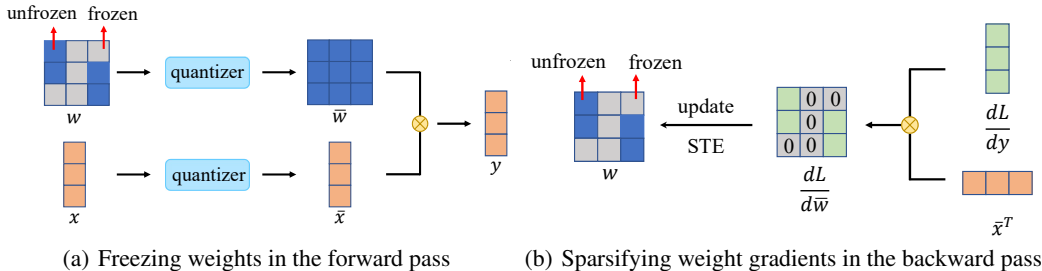 unfrozen frozen
quantizer
w
w̄
quantizer
x
x̄
y
(a) Freezing weights in the forward pass
unfrozen frozen
update
STE
w
0 0
0
0 0
dL
dw̄
dL
dy
x̄ᵀ
(b) Sparsifying weight gradients in the backward pass